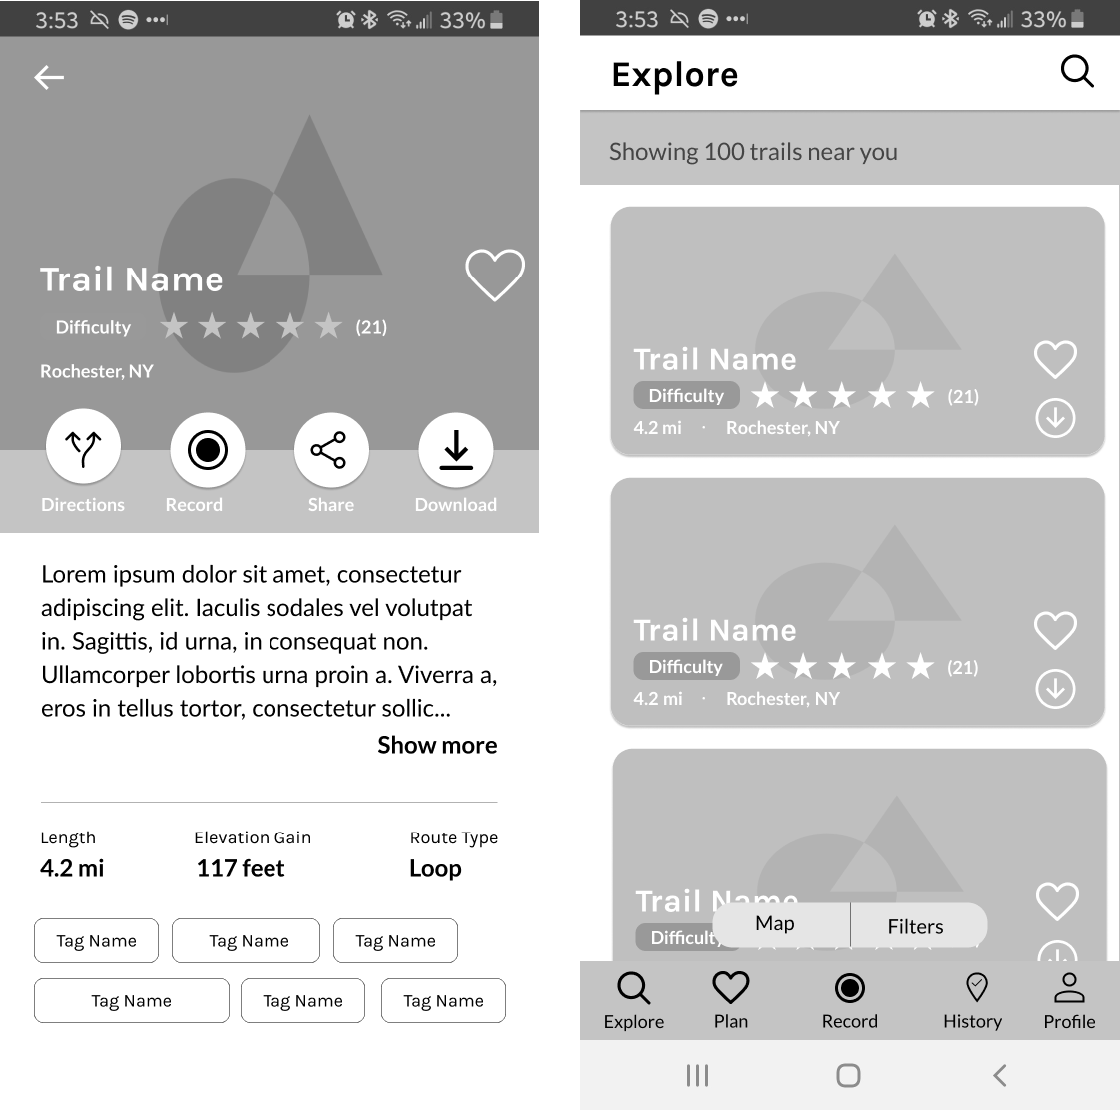 3:53 33%
Trail Name
Difficulty (21)
Rochester, NY
Directions Record Share Download
Lorem ipsum dolor sit amet, consectetur
adipiscing elit. Iaculis sodales vel volutpat
in. Sagittis, id urna, in consequat non.
Ullamcorper lobortis urna proin a. Viverra a,
eros in tellus tortor, consectetur sollic...
Show more
Length Elevation Gain Route Type
4.2 mi 117 feet Loop
Tag Name Tag Name Tag Name
Tag Name Tag Name Tag Name
3:53 33%
Explore
Showing 100 trails near you
Trail Name
Difficulty (21)
4.2 mi · Rochester, NY
Trail Name
Difficulty (21)
4.2 mi · Rochester, NY
Trail Name
Difficulty
Map Filters
Explore Plan Record History Profile